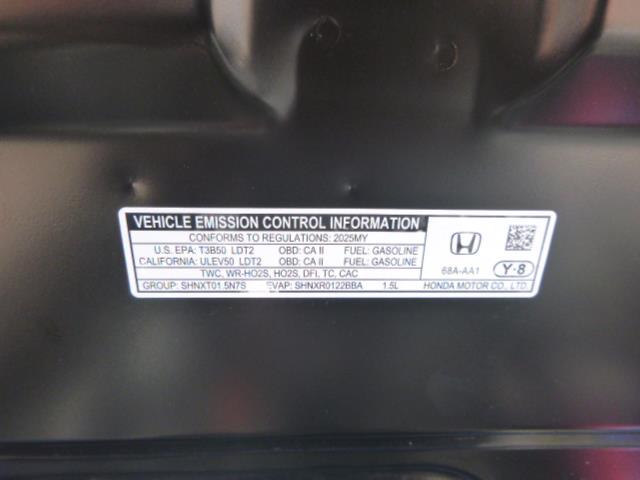 VEHICLE EMISSION CONTROL INFORMATION
CONFORMS TO REGULATIONS: 2025MY
U.S. EPA: T3B50 LDT2 OBD: CA II FUEL: GASOLINE
CALIFORNIA: ULEV50 LDT2 OBD: CA II FUEL: GASOLINE
TWC, WR-HO2S, HO2S, DFI, TC, CAC
GROUP: SHNXT01.5N7S EVAP: SHNXR0122BBA 1.5L
68A-AA1
Y-8
HONDA MOTOR CO., LTD.